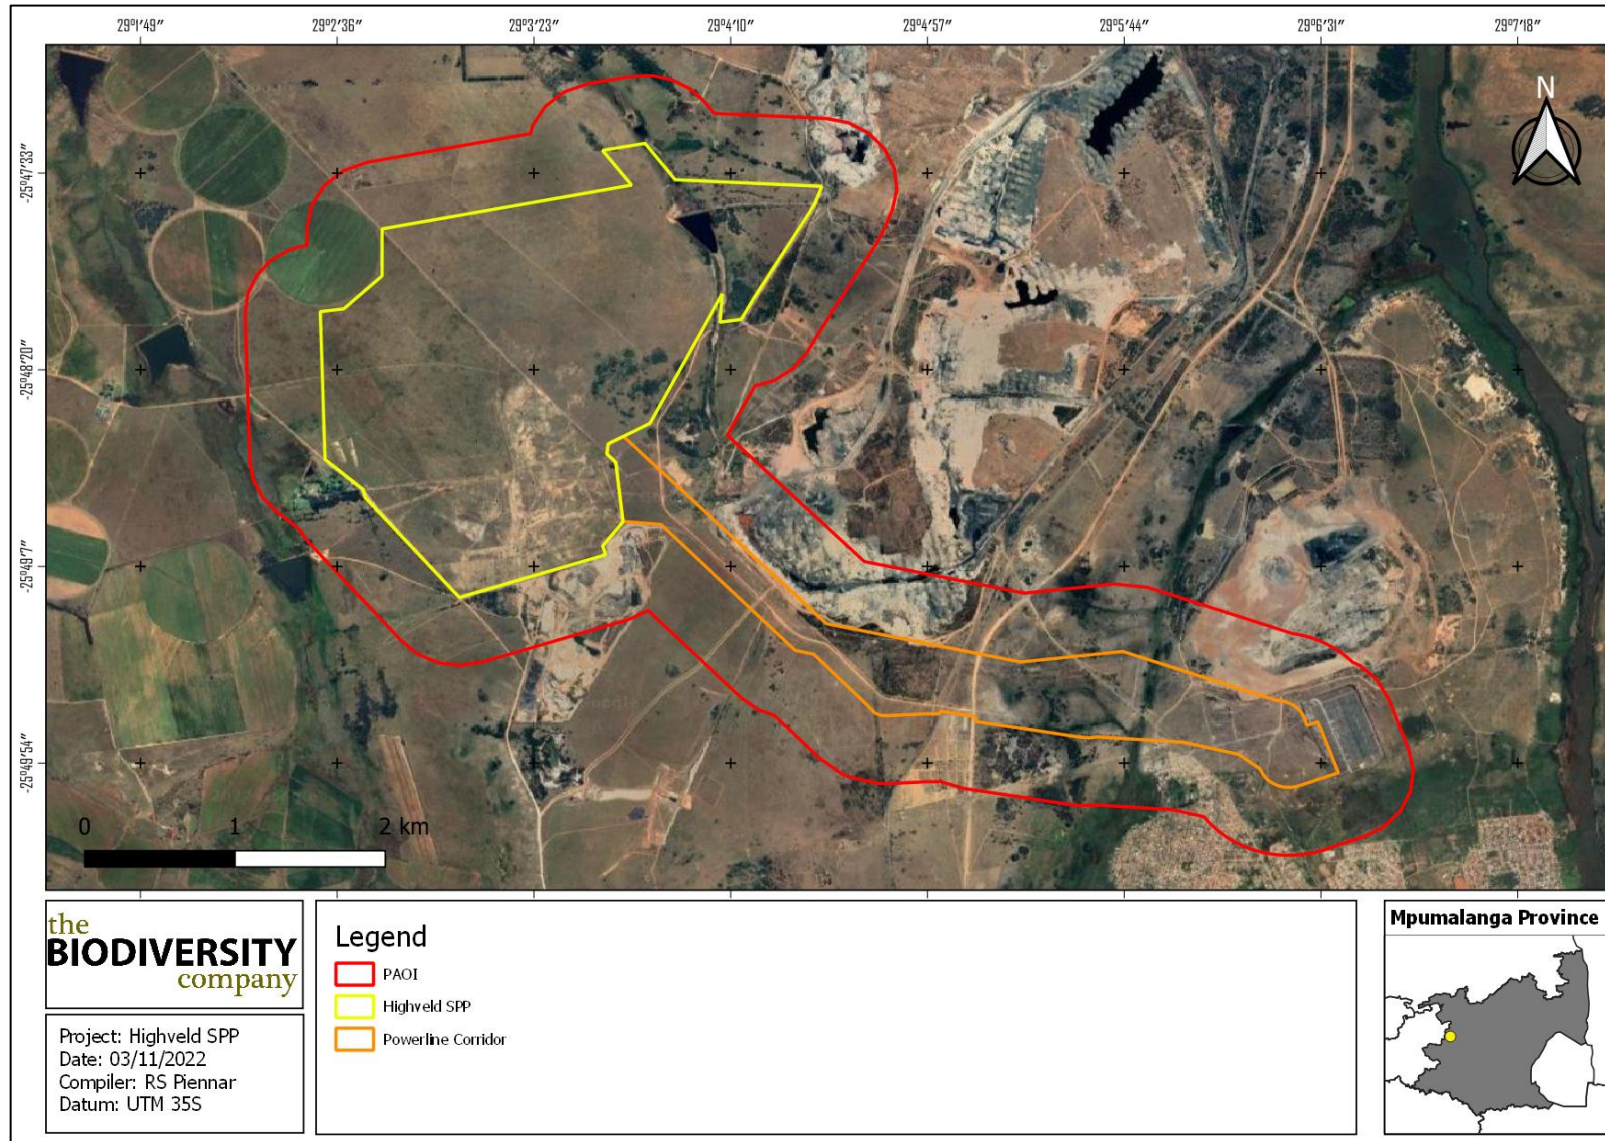 29°1'49"
29°2'36"
29°3'23"
29°4'10"
29°4'57"
29°5'44"
29°6'31"
29°7'18"
N
-25°47'33"
-25°48'20"
-25°49'7"
-25°49'54"
0 1 2 km
the
BIODIVERSITY
company
Project: Highveld SPP
Date: 03/11/2022
Compiler: RS Piennar
Datum: UTM 35S
Legend
PAOI
Highveld SPP
Powerline Corridor
Mpumalanga Province